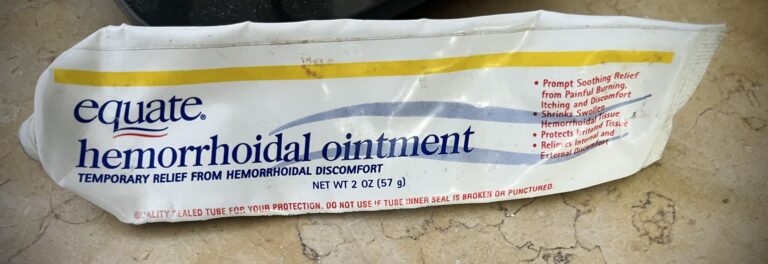 equate®
hemorrhoidal ointment
TEMPORARY RELIEF FROM HEMORRHOIDAL DISCOMFORT
NET WT 2 OZ (57 g)
QUALITY SEALED TUBE FOR YOUR PROTECTION. DO NOT USE IF TUBE INNER SEAL IS BROKEN OR PUNCTURED.
• Prompt Soothing Relief
from Painful Burning,
Itching and Discomfort
• Shrinks Swollen
Hemorrhoidal Tissue
• Protects Irritated Tissue
• Relieves Internal and
External Discomfort